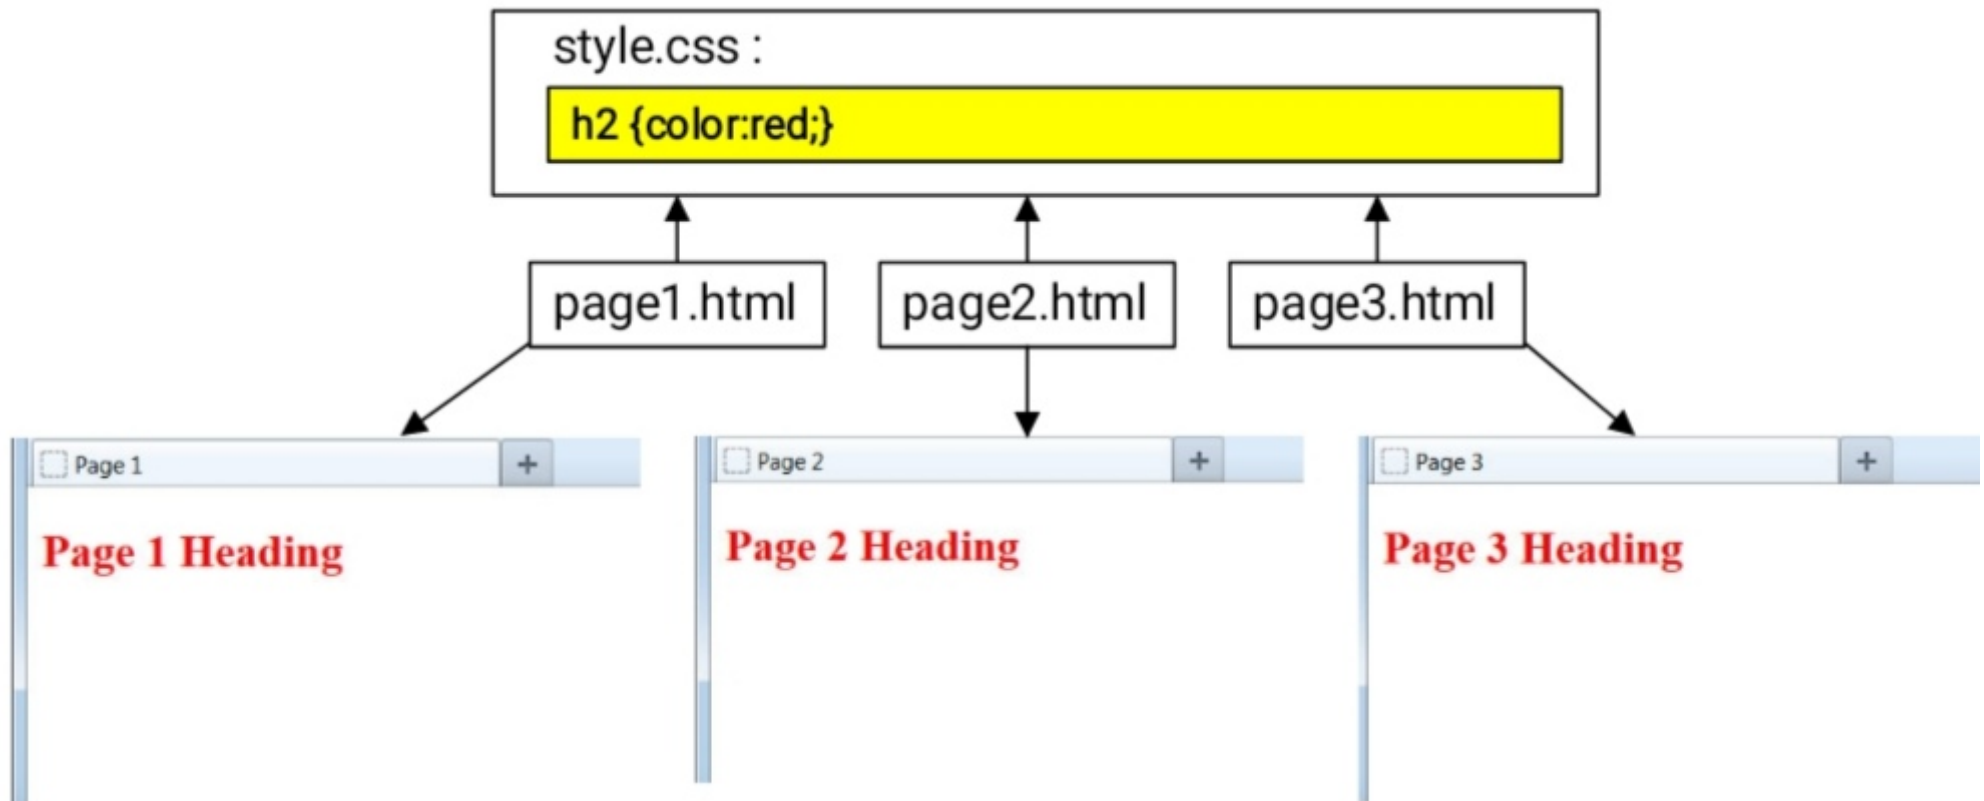 style.css :
h2 {color:red;}
page1.html
page2.html
page3.html
Page 1
+
Page 2
+
Page 3
+
Page 1 Heading
Page 2 Heading
Page 3 Heading